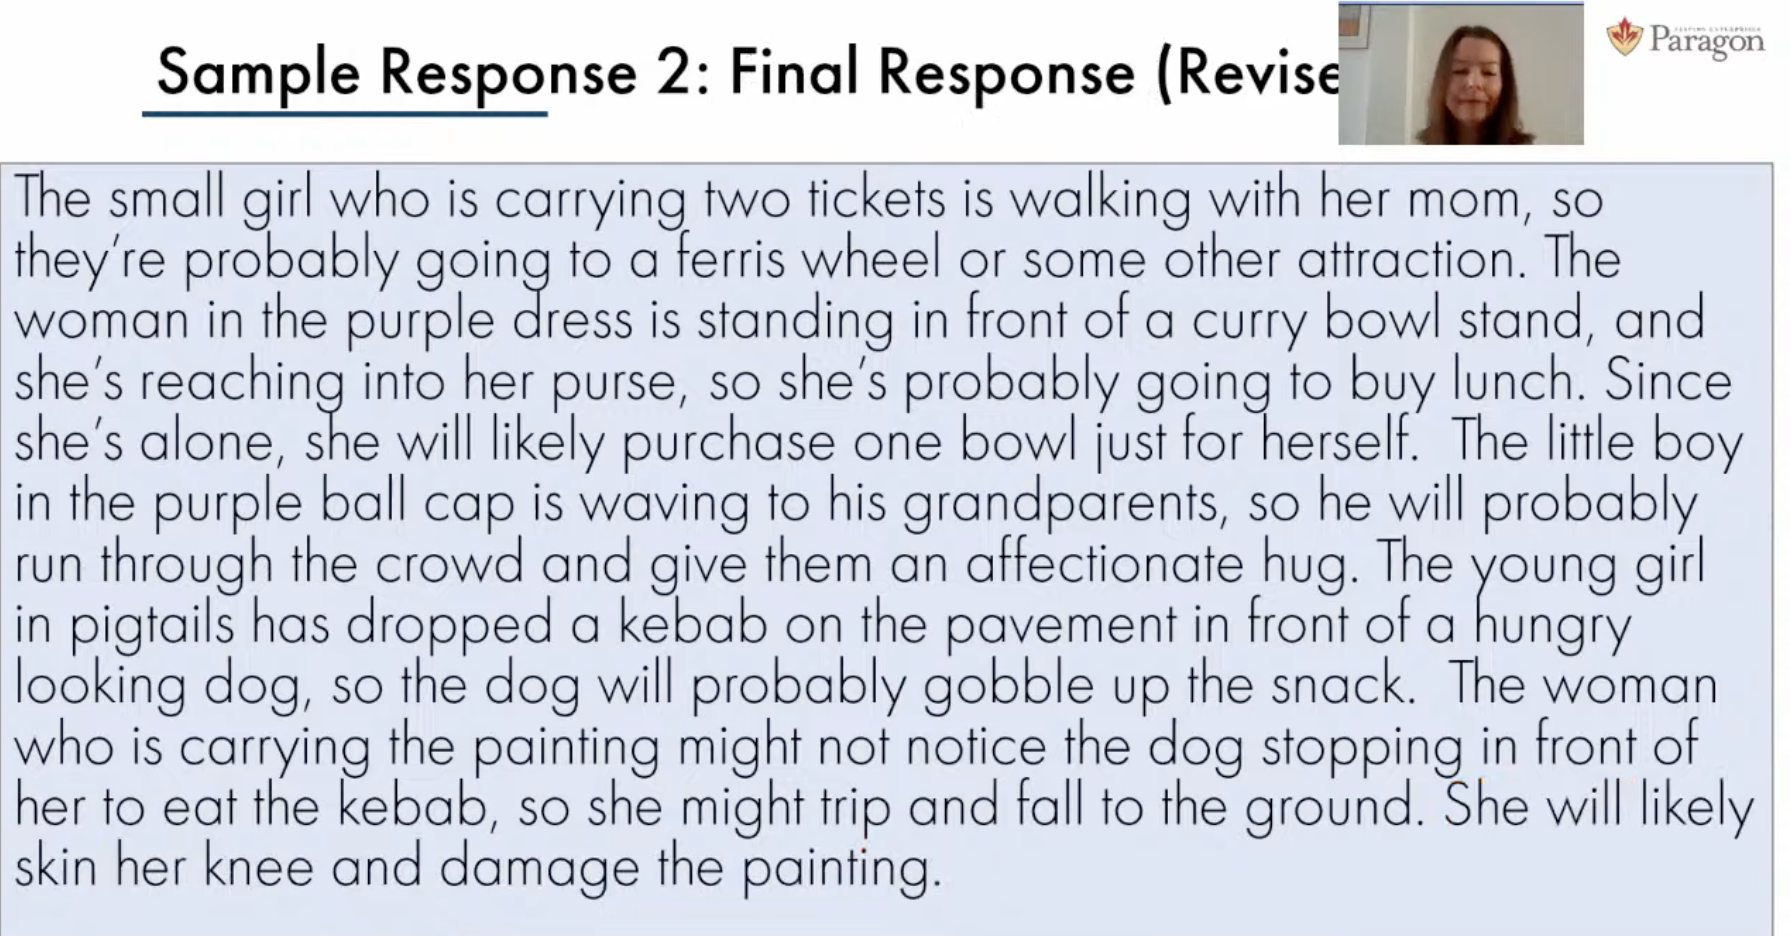 Sample Response 2: Final Response (Revise
Paragon
The small girl who is carrying two tickets is walking with her mom, so
they're probably going to a ferris wheel or some other attraction. The
woman in the purple dress is standing in front of a curry bowl stand, and
she's reaching into her purse, so she's probably going to buy lunch. Since
she's alone, she will likely purchase one bowl just for herself.  The little boy
in the purple ball cap is waving to his grandparents, so he will probably
run through the crowd and give them an affectionate hug. The young girl
in pigtails has dropped a kebab on the pavement in front of a hungry
looking dog, so the dog will probably gobble up the snack.  The woman
who is carrying the painting might not notice the dog stopping in front of
her to eat the kebab, so she might trip and fall to the ground. She will likely
skin her knee and damage the painting.